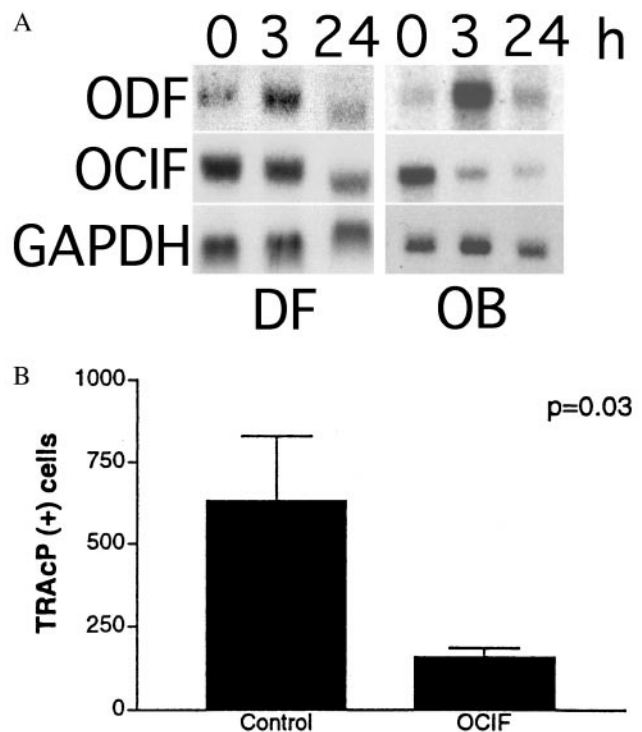 A
0 3 24 0 3 24 h
ODF
OCIF
GAPDH
DF OB
B
1000
750
500
250
0
TRAcP (+) cells
p=0.03
Control OCIF